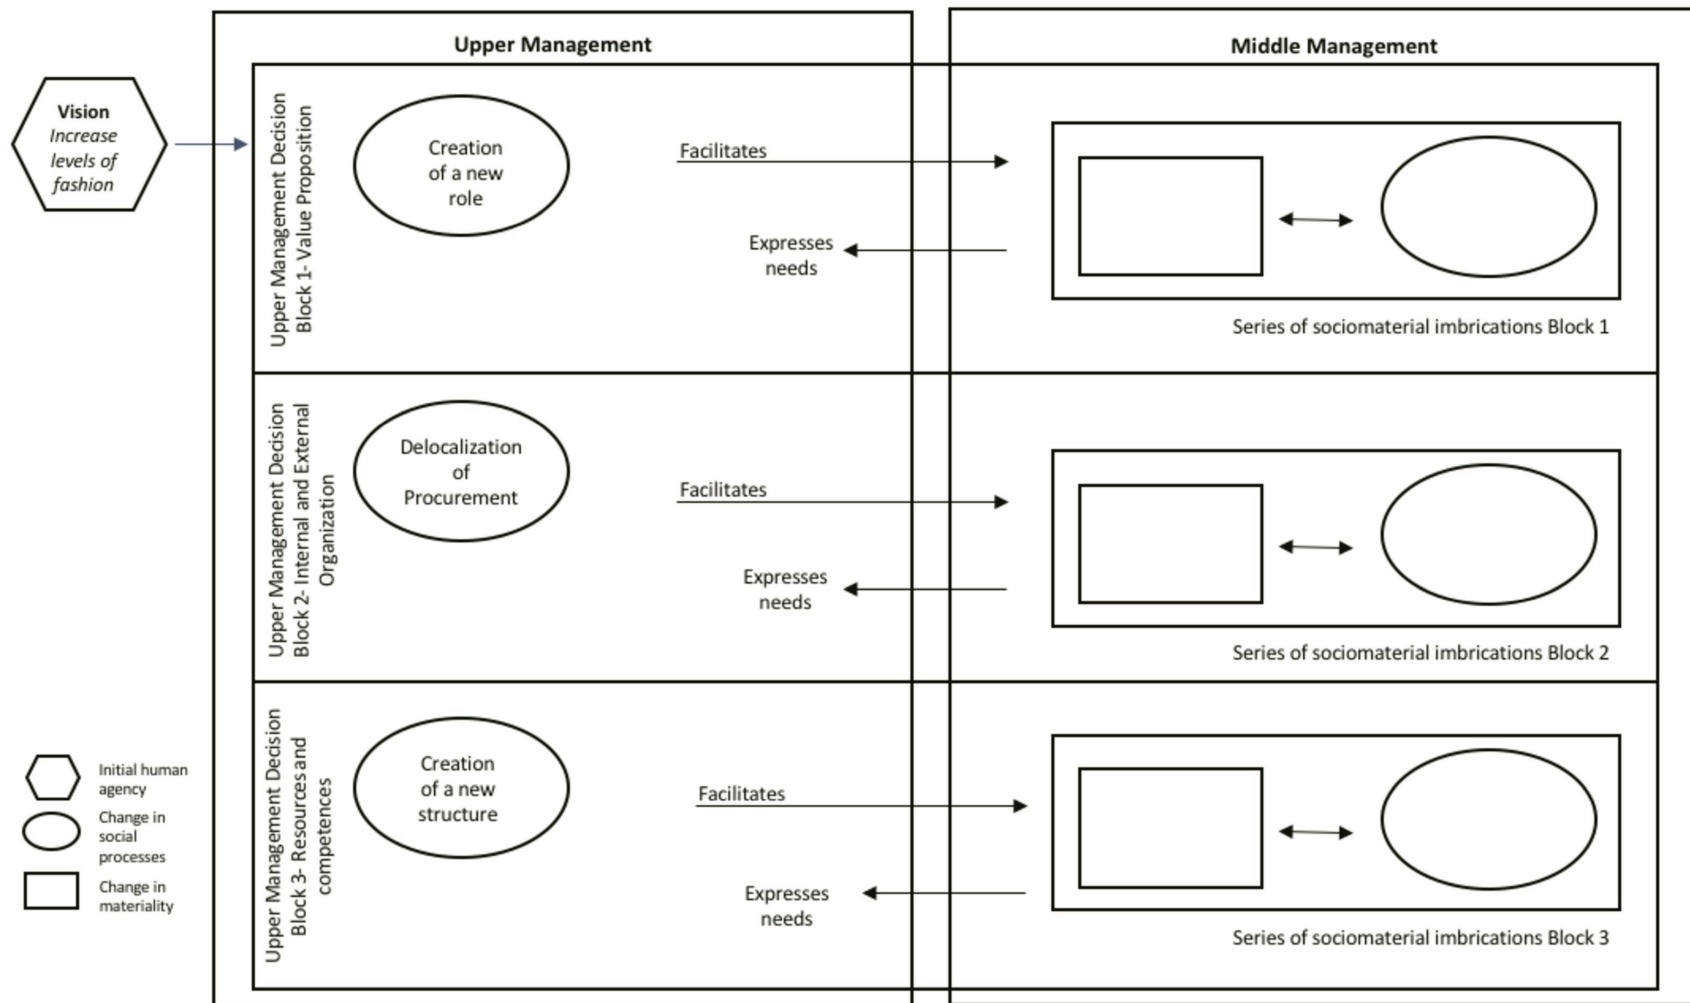 Upper Management
Middle Management
Vision
Increase
levels of
fashion
Upper Management Decision
Block 1- Value Proposition
Creation
of a new
role
Facilitates
Expresses
needs
Series of sociomaterial imbrications Block 1
Upper Management Decision
Block 2- Internal and External
Organization
Delocalization
of
Procurement
Facilitates
Expresses
needs
Series of sociomaterial imbrications Block 2
Upper Management Decision
Block 3- Resources and
competences
Creation
of a new
structure
Facilitates
Expresses
needs
Series of sociomaterial imbrications Block 3
Initial human
agency
Change in
social
processes
Change in
materiality